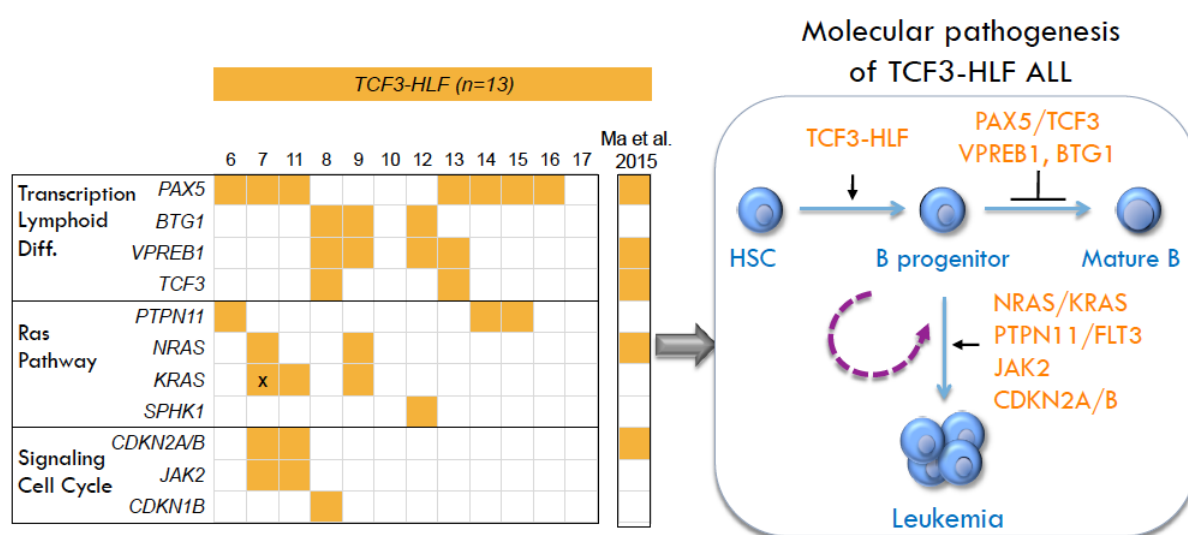 TCF3-HLF (n=13)
6 7 11 8 9 10 12 13 14 15 16 17
Ma et al.
2015
Transcription
Lymphoid
Diff.
PAX5
BTG1
VPREB1
TCF3
Ras
Pathway
PTPN11
NRAS
KRAS
x
SPHK1
Signaling
Cell Cycle
CDKN2A/B
JAK2
CDKN1B
Molecular pathogenesis
of TCF3-HLF ALL
TCF3-HLF
PAX5/TCF3
VPREB1, BTG1
HSC
B progenitor
Mature B
NRAS/KRAS
PTPN11/FLT3
JAK2
CDKN2A/B
Leukemia